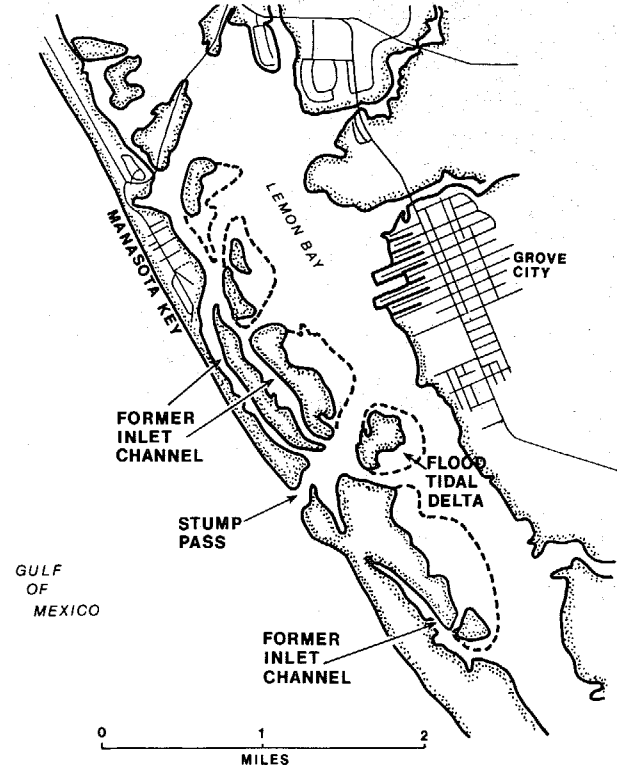 LEMON BAY
MANASOTA KEY
GROVE
CITY
FORMER
INLET
CHANNEL
FLOOD
TIDAL
DELTA
STUMP
PASS
GULF
OF
MEXICO
FORMER
INLET
CHANNEL
0 1 2
MILES